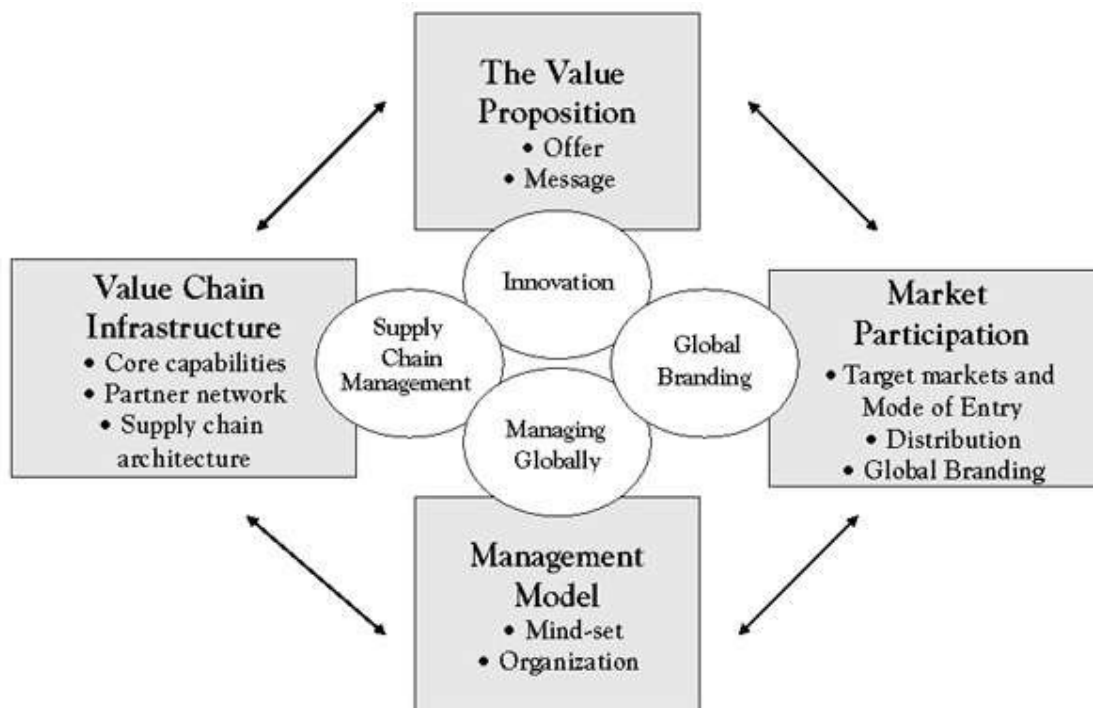 The Value
Proposition
• Offer
• Message
Innovation
Value Chain
Infrastructure
• Core capabilities
• Partner network
• Supply chain
architecture
Supply
Chain
Management
Global
Branding
Market
Participation
• Target markets and
Mode of Entry
• Distribution
• Global Branding
Managing
Globally
Management
Model
• Mind-set
• Organization